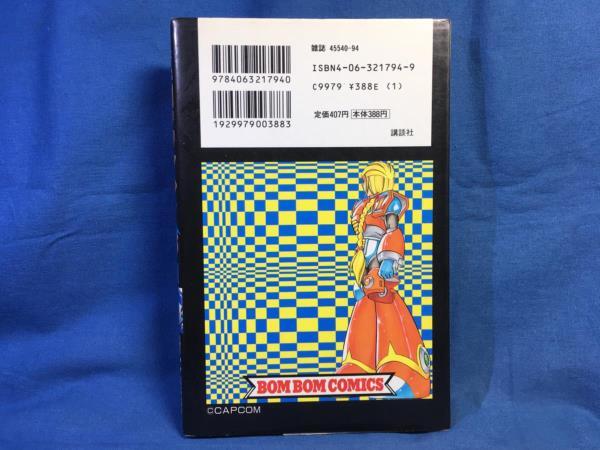 雑誌 45540-94
9784063217940
ISBN4-06-321794-9
C9979 ¥388E (1)
1929979003883
定価407円 本体388円
講談社
BOM BOM COMICS
©CAPCOM